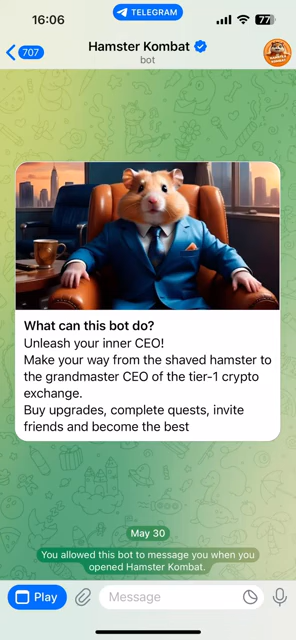 16:06
TELEGRAM
77
707
Hamster Kombat
bot
HAMSTER
KOMBAT
What can this bot do?
Unleash your inner CEO!
Make your way from the shaved hamster to
the grandmaster CEO of the tier-1 crypto
exchange.
Buy upgrades, complete quests, invite
friends and become the best
May 30
You allowed this bot to message you when you
opened Hamster Kombat.
Play
Message